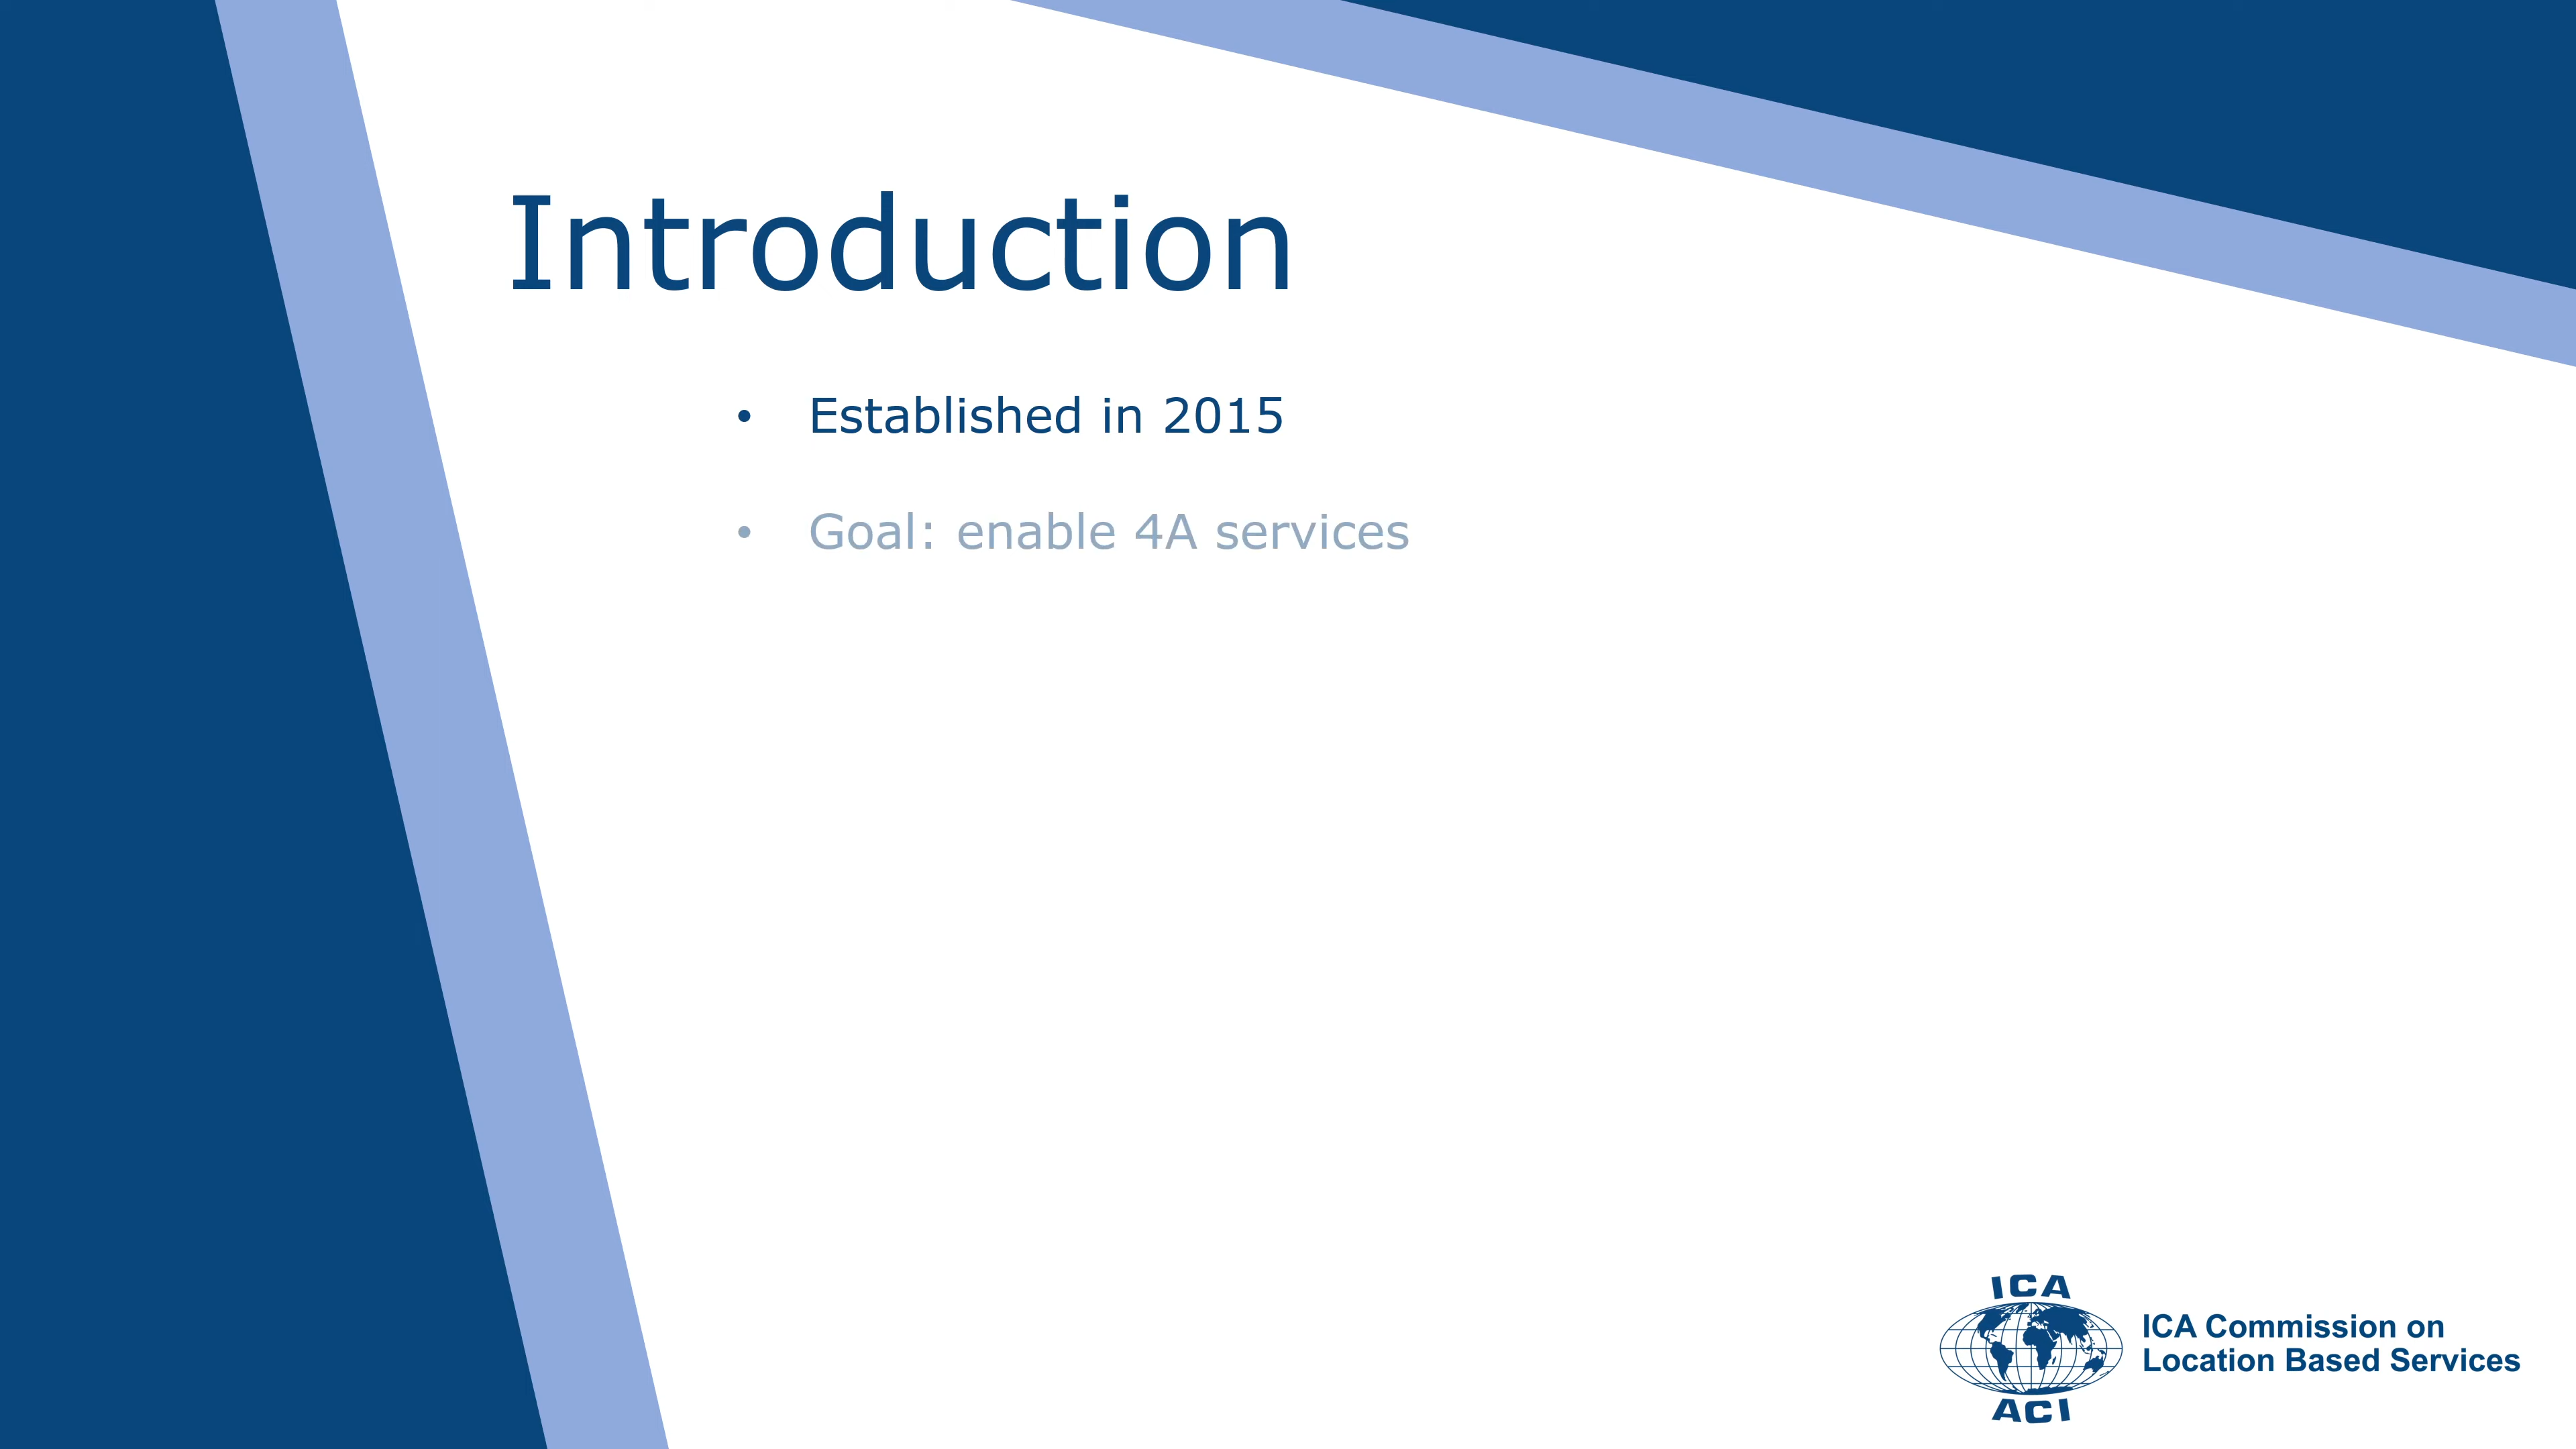 Introduction
• Established in 2015
• Goal: enable 4A services
ICA
ICA Commission on
Location Based Services
ACI